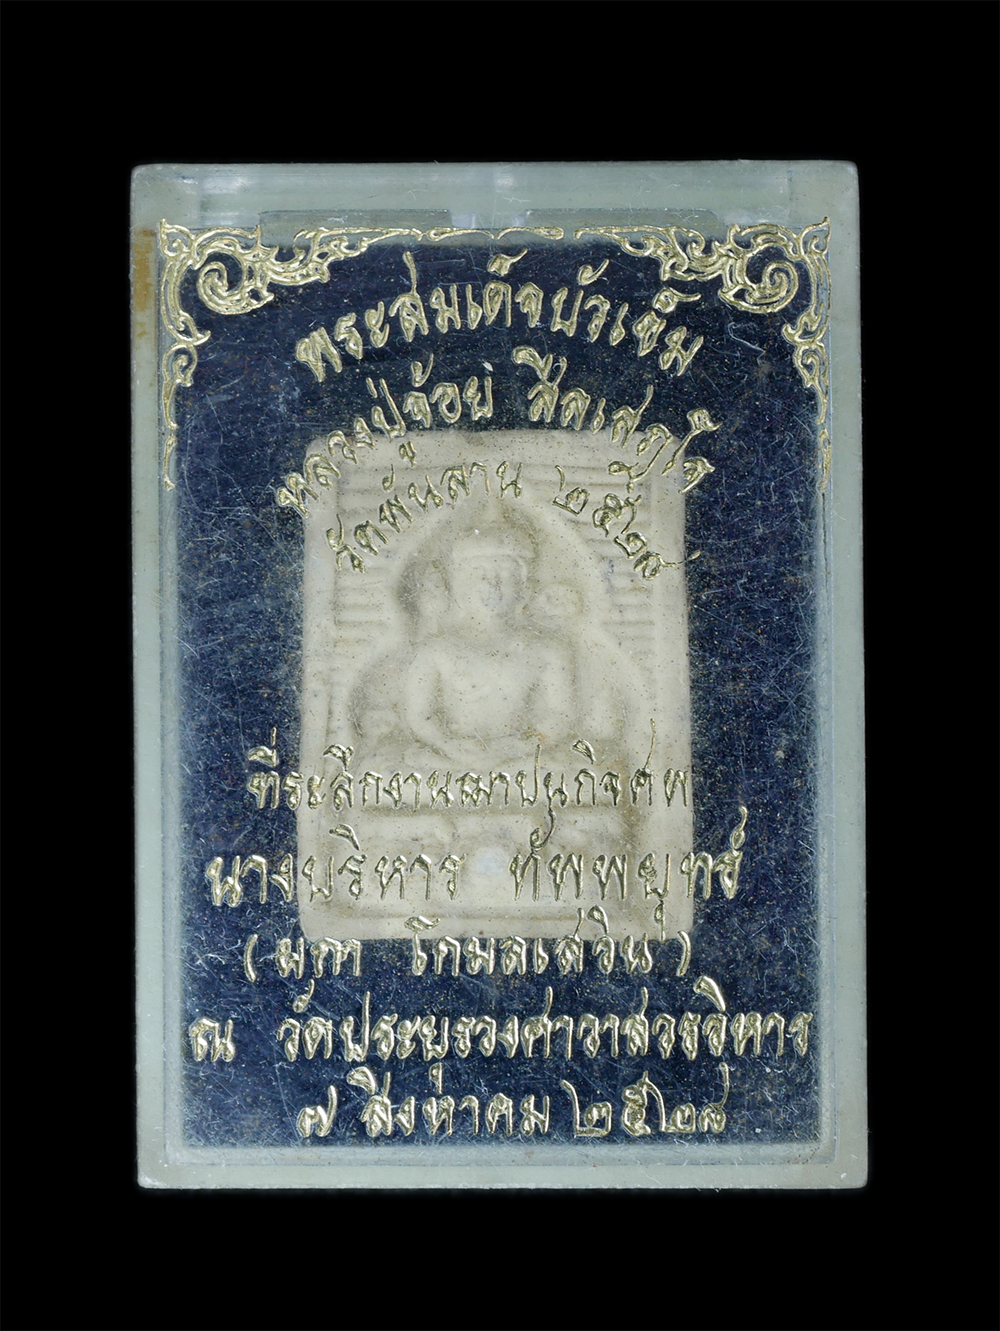 พระสมเด็จบัวเข็ม
หลวงปู่จ้อย สีลเสฏโ
วัดพันลาน ๒๕๒๘
ที่ระลึกงานฌาปนกิจศพ
นางบริหาร ทัพพยุทธ์
( โกมลเสวิน )
ณ วัดประยุรวงศาวาสวรวิหาร
๗ สิงหาคม ๒๕๒๘